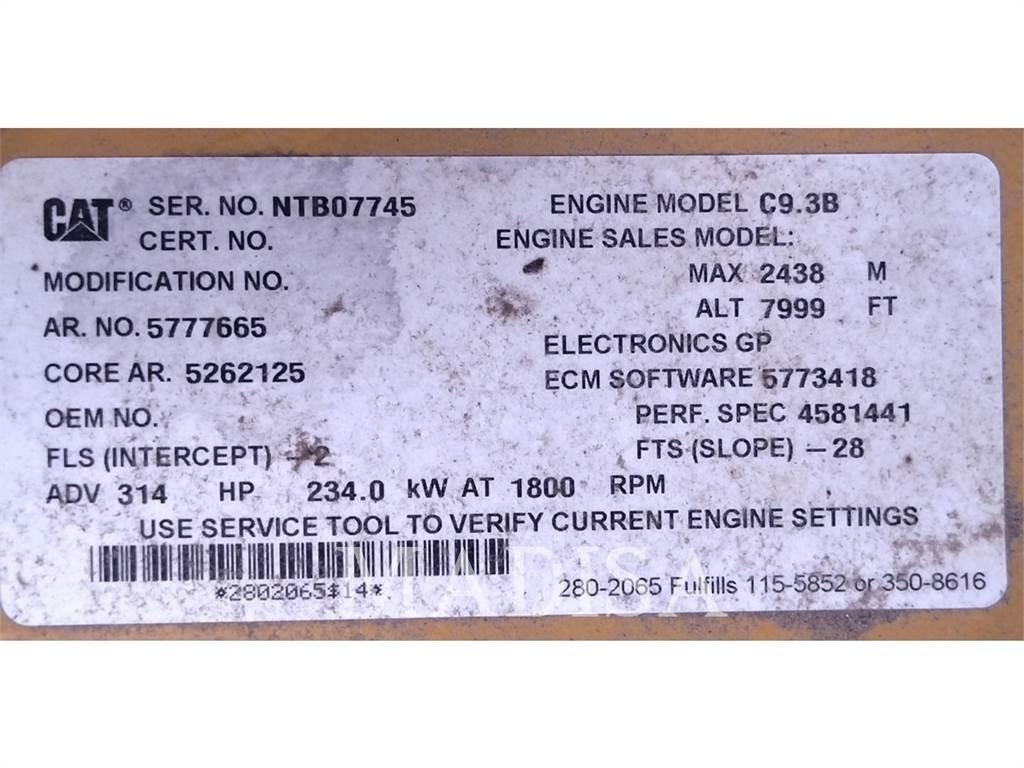 CAT® SER. NO. NTB07745 ENGINE MODEL C9.3B
CERT. NO. ENGINE SALES MODEL:
MODIFICATION NO. MAX 2438 M
AR. NO. 5777665 ALT 7999 FT
ELECTRONICS GP
CORE AR. 5262125 ECM SOFTWARE 5773418
OEM NO. PERF. SPEC 4581441
FLS (INTERCEPT) -2 FTS (SLOPE) -28
ADV 314 HP 234.0 kW AT 1800 RPM
USE SERVICE TOOL TO VERIFY CURRENT ENGINE SETTINGS
*2802065$14*
280-2065 Fulfills 115-5852 or 350-8616
MADISA